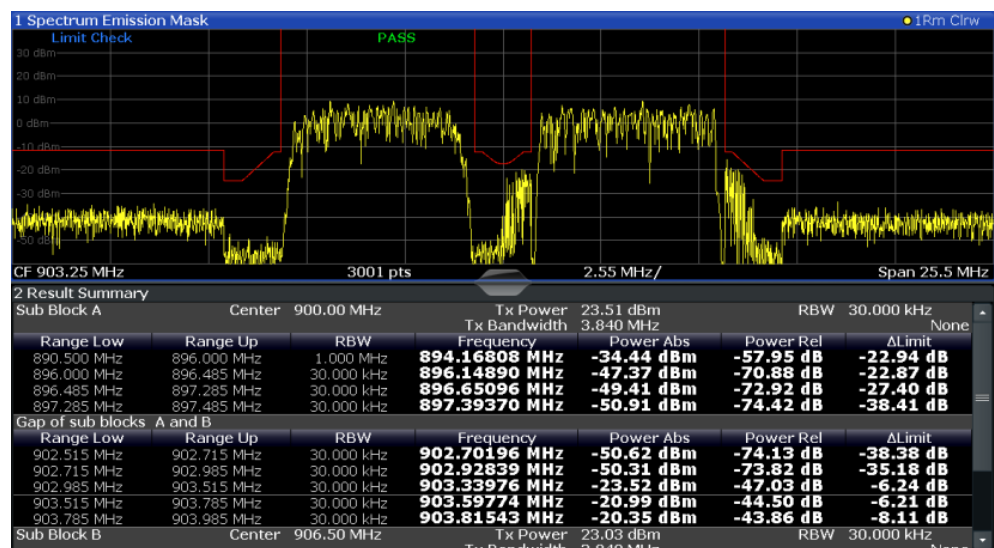 1 Spectrum Emission Mask 1Rm Clrw
Limit Check PASS
30 dBm
20 dBm
10 dBm
0 dBm
-10 dBm
-20 dBm
-30 dBm
-50 dBm
CF 903.25 MHz 3001 pts 2.55 MHz/ Span 25.5 MHz
2 Result Summary
Sub Block A Center 900.00 MHz Tx Power 23.51 dBm RBW 30.000 kHz
Tx Bandwidth 3.840 MHz None
Range Low Range Up RBW Frequency Power Abs Power Rel ΔLimit
890.500 MHz 896.000 MHz 1.000 MHz 894.16808 MHz -34.44 dBm -57.95 dB -22.94 dB
896.000 MHz 896.485 MHz 30.000 kHz 896.14890 MHz -47.37 dBm -70.88 dB -22.87 dB
896.485 MHz 897.285 MHz 30.000 kHz 896.65096 MHz -49.41 dBm -72.92 dB -27.40 dB
897.285 MHz 897.485 MHz 30.000 kHz 897.39370 MHz -50.91 dBm -74.42 dB -38.41 dB
Gap of sub blocks A and B
Range Low Range Up RBW Frequency Power Abs Power Rel ΔLimit
902.515 MHz 902.715 MHz 30.000 kHz 902.70196 MHz -50.62 dBm -74.13 dB -38.38 dB
902.715 MHz 902.985 MHz 30.000 kHz 902.92839 MHz -50.31 dBm -73.82 dB -35.18 dB
902.985 MHz 903.515 MHz 30.000 kHz 903.33976 MHz -23.52 dBm -47.03 dB -6.24 dB
903.515 MHz 903.785 MHz 30.000 kHz 903.59774 MHz -20.99 dBm -44.50 dB -6.21 dB
903.785 MHz 903.985 MHz 30.000 kHz 903.81543 MHz -20.35 dBm -43.86 dB -8.11 dB
Sub Block B Center 906.50 MHz Tx Power 23.03 dBm RBW 30.000 kHz
Tx Bandwidth 3.840 MHz None